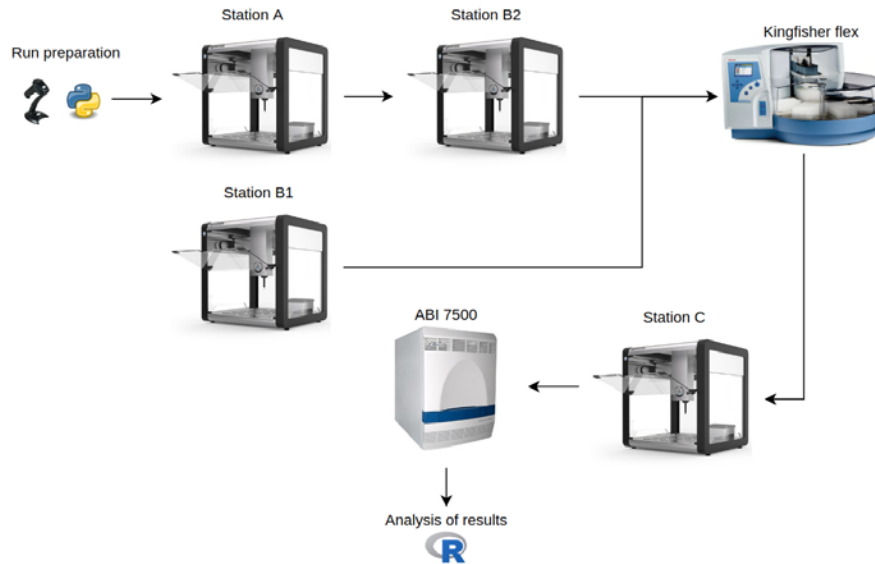 Station A
Station B2
Kingfisher flex
Run preparation
Station B1
ABI 7500
Station C
Analysis of results
R